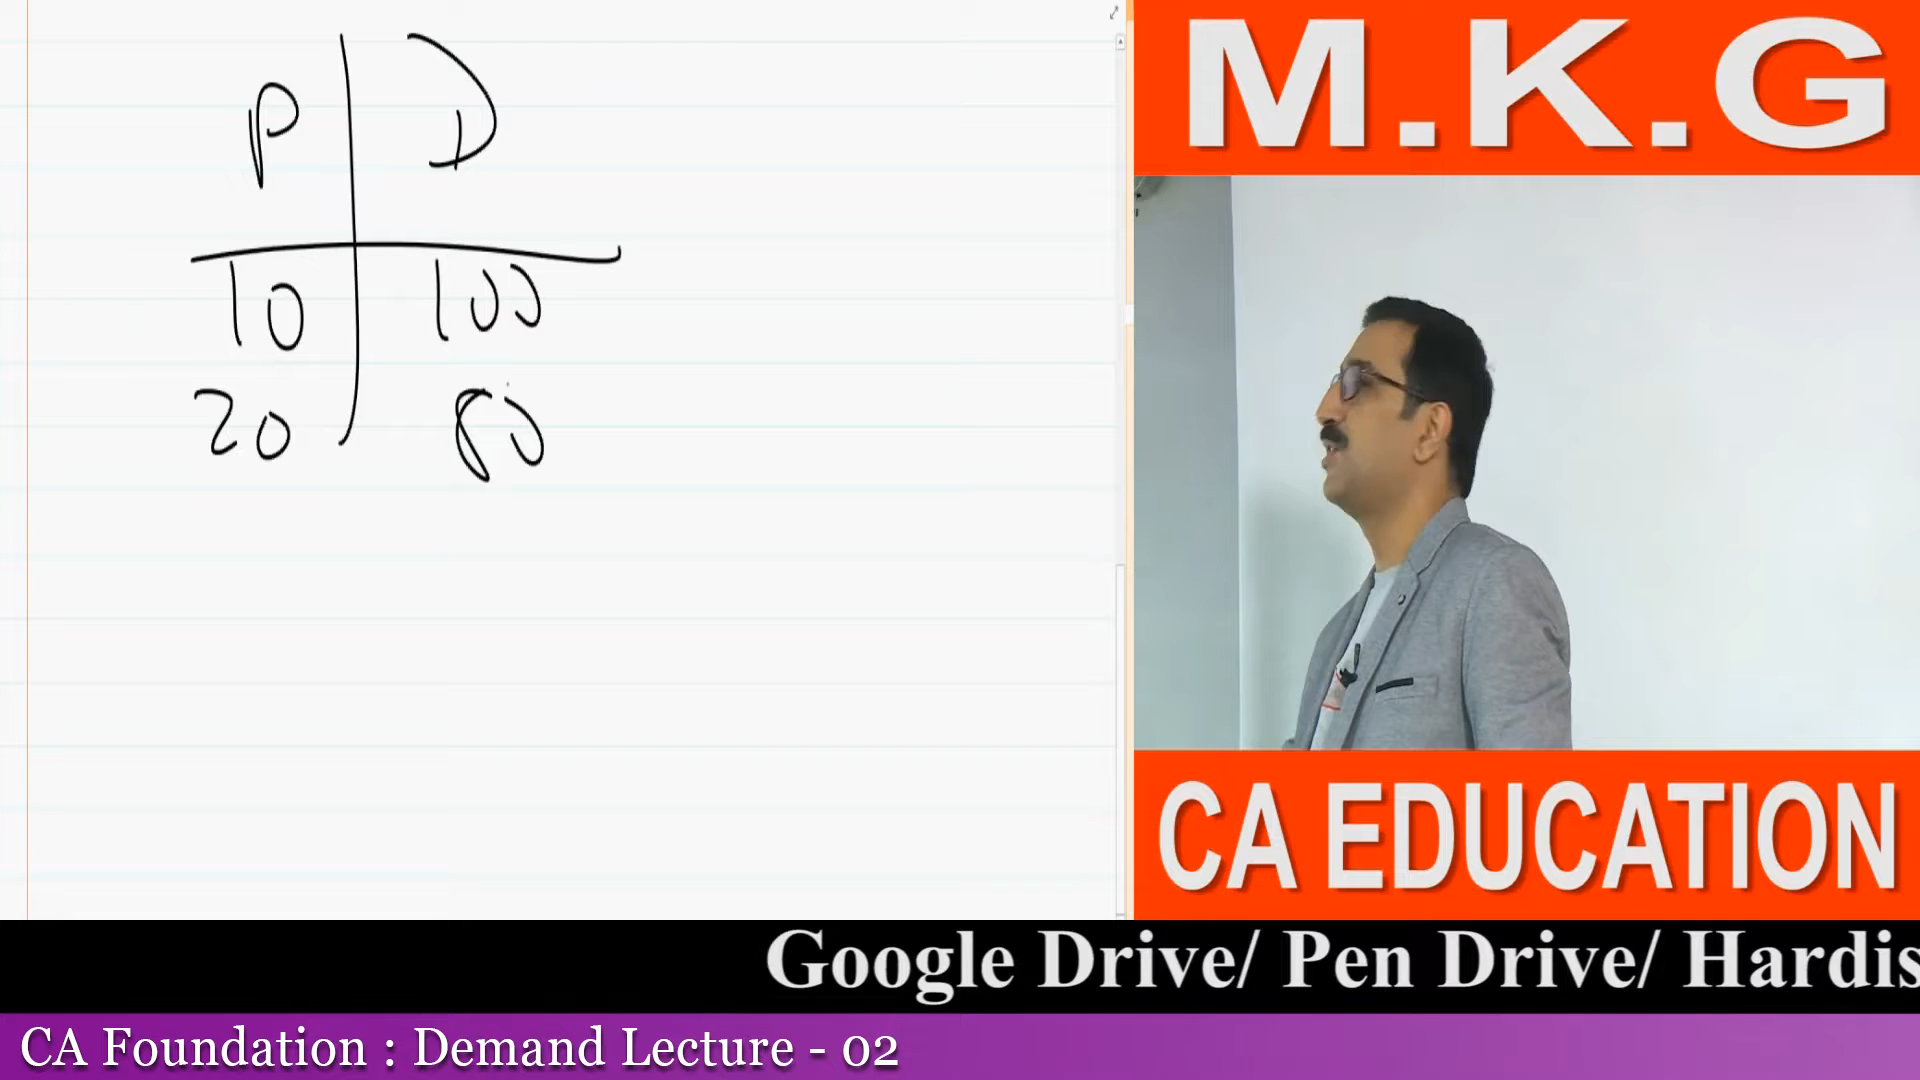 P D
10 100
20 80
M.K.G
CA EDUCATION
Google Drive/ Pen Drive/ Hardis
CA Foundation : Demand Lecture - 02